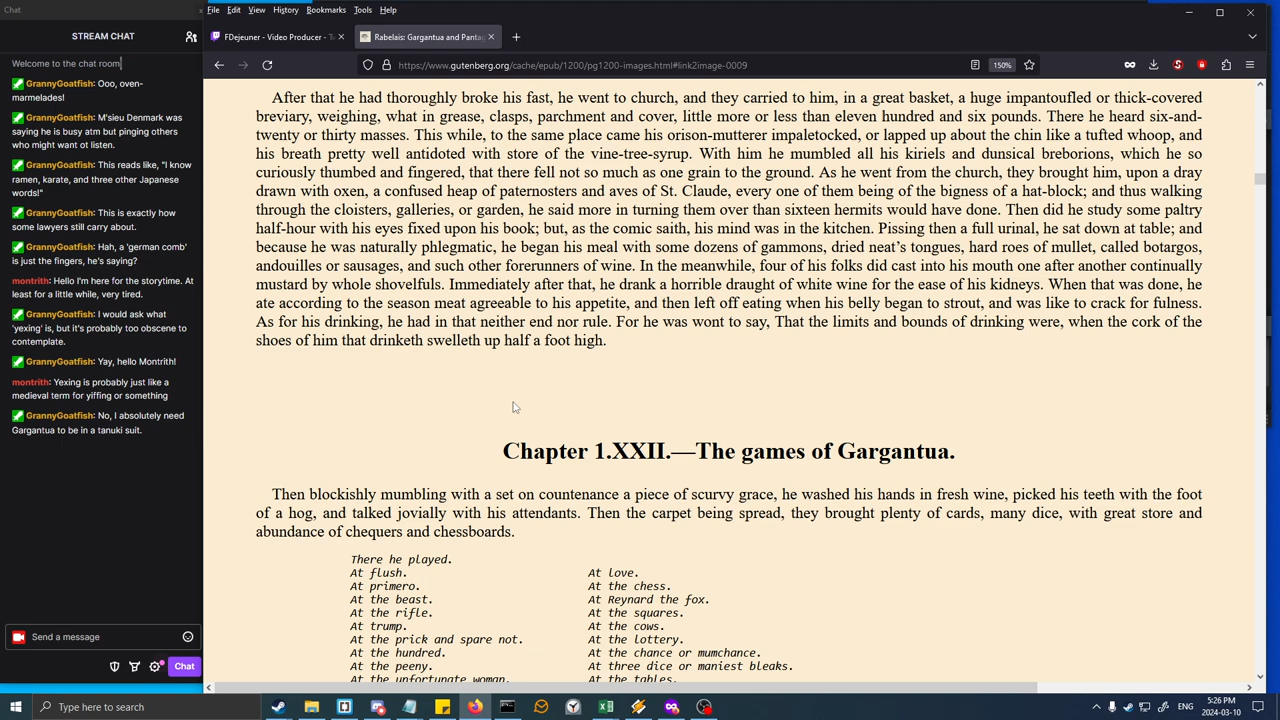 Chat
File Edit View History Bookmarks Tools Help
STREAM CHAT
FDejeuner - Video Producer - Tw
Rabelais: Gargantua and Pantag
https://www.gutenberg.org/cache/epub/1200/pg1200-images.html#link2image-0009
150%
Welcome to the chat room!
GrannyGoatfish: Ooo, oven-
marmelades!
GrannyGoatfish: M'sieu Denmark was
saying he is busy atm but pinging others
who might want ot listen.
GrannyGoatfish: This reads like, "I know
ramen, karate, and three other Japanese
words!"
GrannyGoatfish: This is exactly how
some lawyers still carry about.
GrannyGoatfish: Hah, a 'german comb'
is just the fingers, he's saying?
montrith: Hello I'm here for the storytime. At
least for a little while, very tired.
GrannyGoatfish: I would ask what
'yexing' is, but it's probably too obscene to
contemplate.
GrannyGoatfish: Yay, hello Montrith!
montrith: Yexing is probably just like a
medieval term for yiffing or something
GrannyGoatfish: No, I absolutely need
Gargantua to be in a tanuki suit.
Send a message
Chat
After that he had thoroughly broke his fast, he went to church, and they carried to him, in a great basket, a huge impantoufled or thick-covered
breviary, weighing, what in grease, clasps, parchment and cover, little more or less than eleven hundred and six pounds. There he heard six-and-
twenty or thirty masses. This while, to the same place came his orison-mutterer impaletocked, or lapped up about the chin like a tufted whoop, and
his breath pretty well antidoted with store of the vine-tree-syrup. With him he mumbled all his kiriels and dunsical breborions, which he so
curiously thumbed and fingered, that there fell not so much as one grain to the ground. As he went from the church, they brought him, upon a dray
drawn with oxen, a confused heap of paternosters and aves of St. Claude, every one of them being of the bigness of a hat-block; and thus walking
through the cloisters, galleries, or garden, he said more in turning them over than sixteen hermits would have done. Then did he study some paltry
half-hour with his eyes fixed upon his book; but, as the comic saith, his mind was in the kitchen. Pissing then a full urinal, he sat down at table; and
because he was naturally phlegmatic, he began his meal with some dozens of gammons, dried neat's tongues, hard roes of mullet, called botargos,
andouilles or sausages, and such other forerunners of wine. In the meanwhile, four of his folks did cast into his mouth one after another continually
mustard by whole shovelfuls. Immediately after that, he drank a horrible draught of white wine for the ease of his kidneys. When that was done, he
ate according to the season meat agreeable to his appetite, and then left off eating when his belly began to strout, and was like to crack for fulness.
As for his drinking, he had in that neither end nor rule. For he was wont to say, That the limits and bounds of drinking were, when the cork of the
shoes of him that drinketh swelleth up half a foot high.
Chapter 1.XXII.—The games of Gargantua.
Then blockishly mumbling with a set on countenance a piece of scurvy grace, he washed his hands in fresh wine, picked his teeth with the foot
of a hog, and talked jovially with his attendants. Then the carpet being spread, they brought plenty of cards, many dice, with great store and
abundance of chequers and chessboards.
There he played.
At flush. At love.
At primero. At the chess.
At the beast. At Reynard the fox.
At the rifle. At the squares.
At trump. At the cows.
At the prick and spare not. At the lottery.
At the hundred. At the chance or mumchance.
At the peeny. At three dice or maniest bleaks.
At the unfortunate woman. At the tables.
Type here to search
5:26 PM
2024-03-10